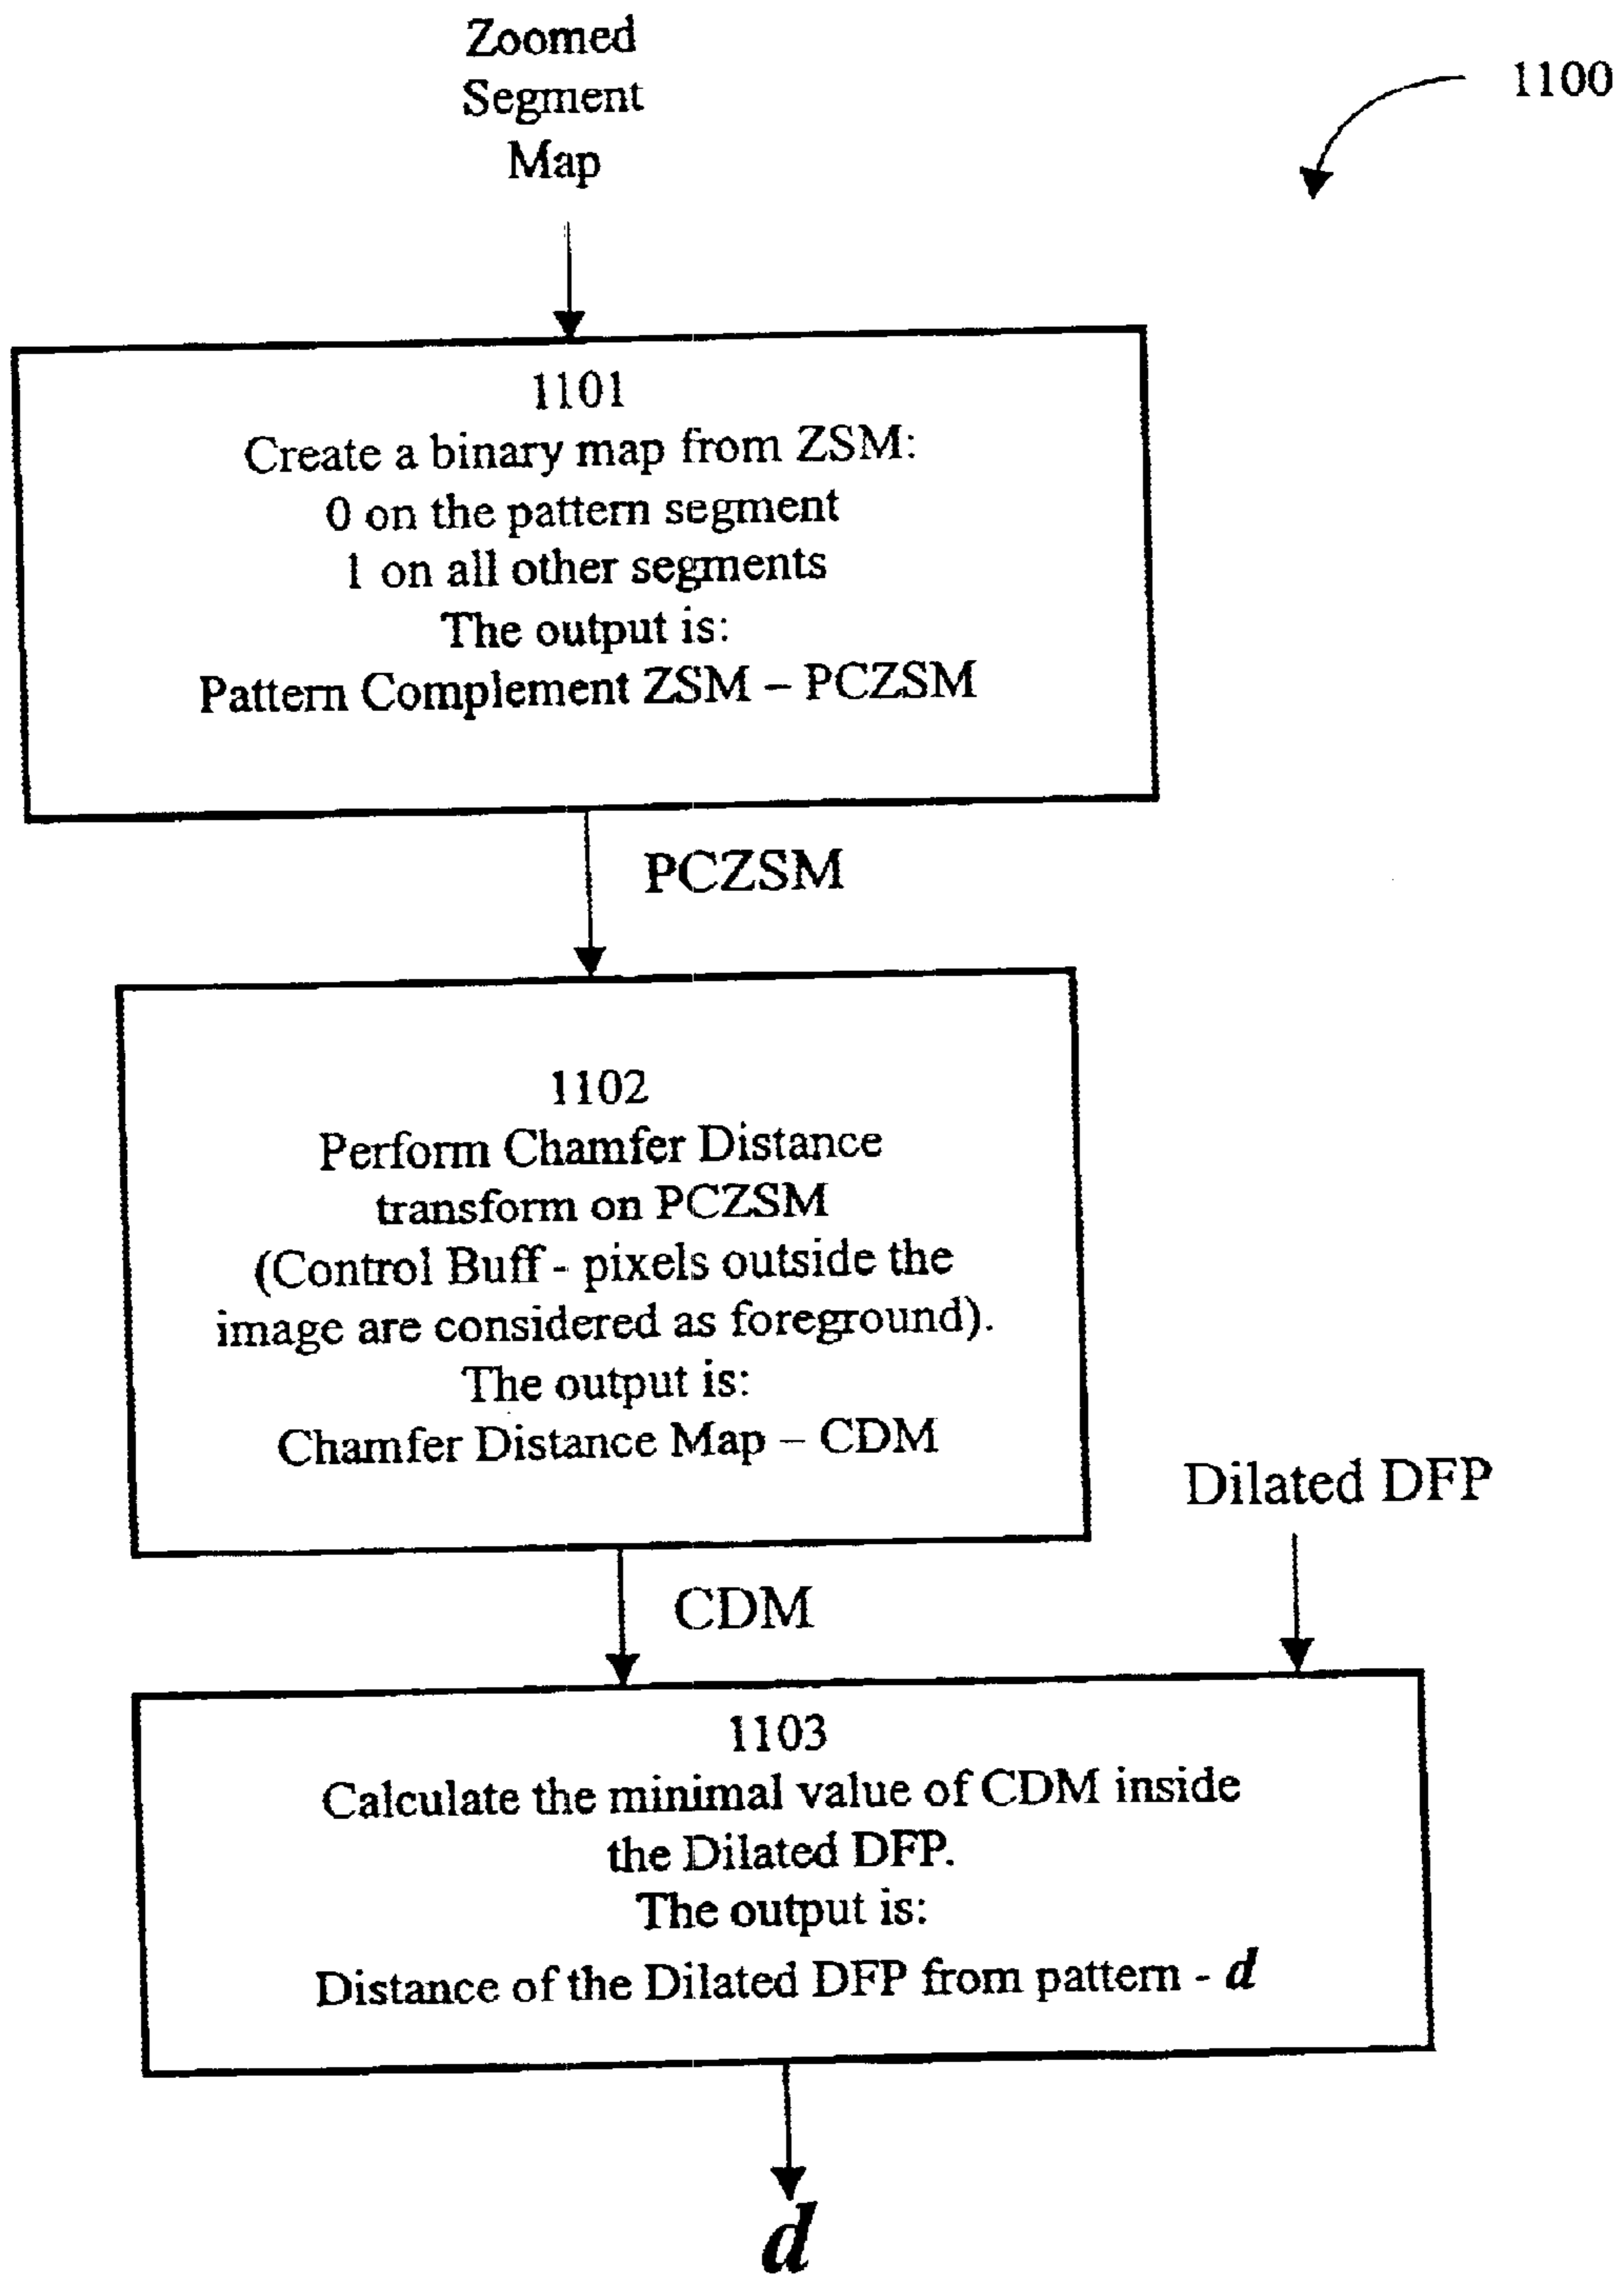 Zoomed
Segment
Map
1100
1101
Create a binary map from ZSM:
0 on the pattern segment
1 on all other segments
The output is:
Pattern Complement ZSM – PCZSM
PCZSM
1102
Perform Chamfer Distance
transform on PCZSM
(Control Buff - pixels outside the
image are considered as foreground).
The output is:
Chamfer Distance Map – CDM
Dilated DFP
CDM
1103
Calculate the minimal value of CDM inside
the Dilated DFP.
The output is:
Distance of the Dilated DFP from pattern - d
d